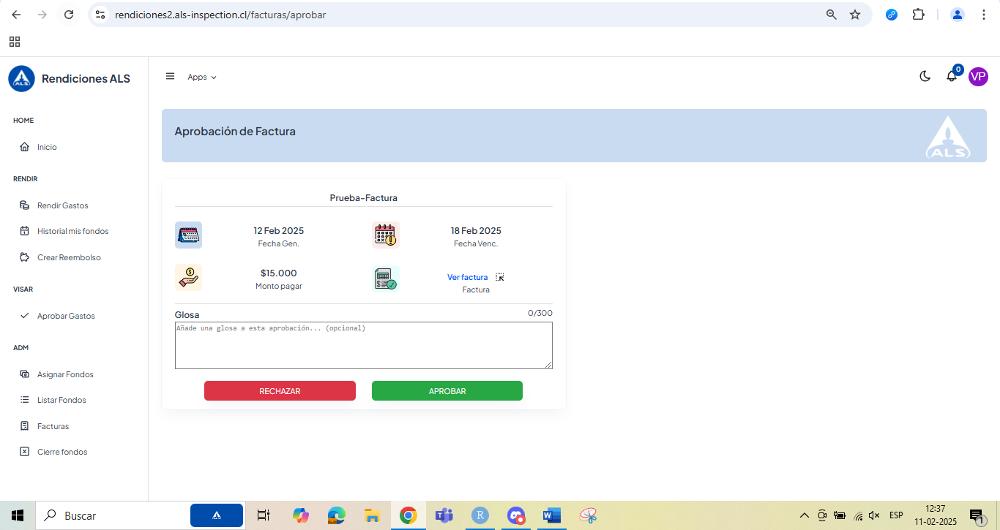 rendiciones2.als-inspection.cl/facturas/aprobar
ALS
Rendiciones ALS
Apps
0
VP
HOME
Inicio
RENDIR
Rendir Gastos
Historial mis fondos
Crear Reembolso
VISAR
Aprobar Gastos
ADM
Asignar Fondos
Listar Fondos
Facturas
Cierre fondos
Aprobación de Factura
ALS
Prueba-Factura
12 Feb 2025
Fecha Gen.
18 Feb 2025
Fecha Venc.
$15.000
Monto pagar
Ver factura
Factura
Glosa
0/300
Añade una glosa a esta aprobación... (opcional)
RECHAZAR
APROBAR
Buscar
ESP
12:37
11-02-2025
1